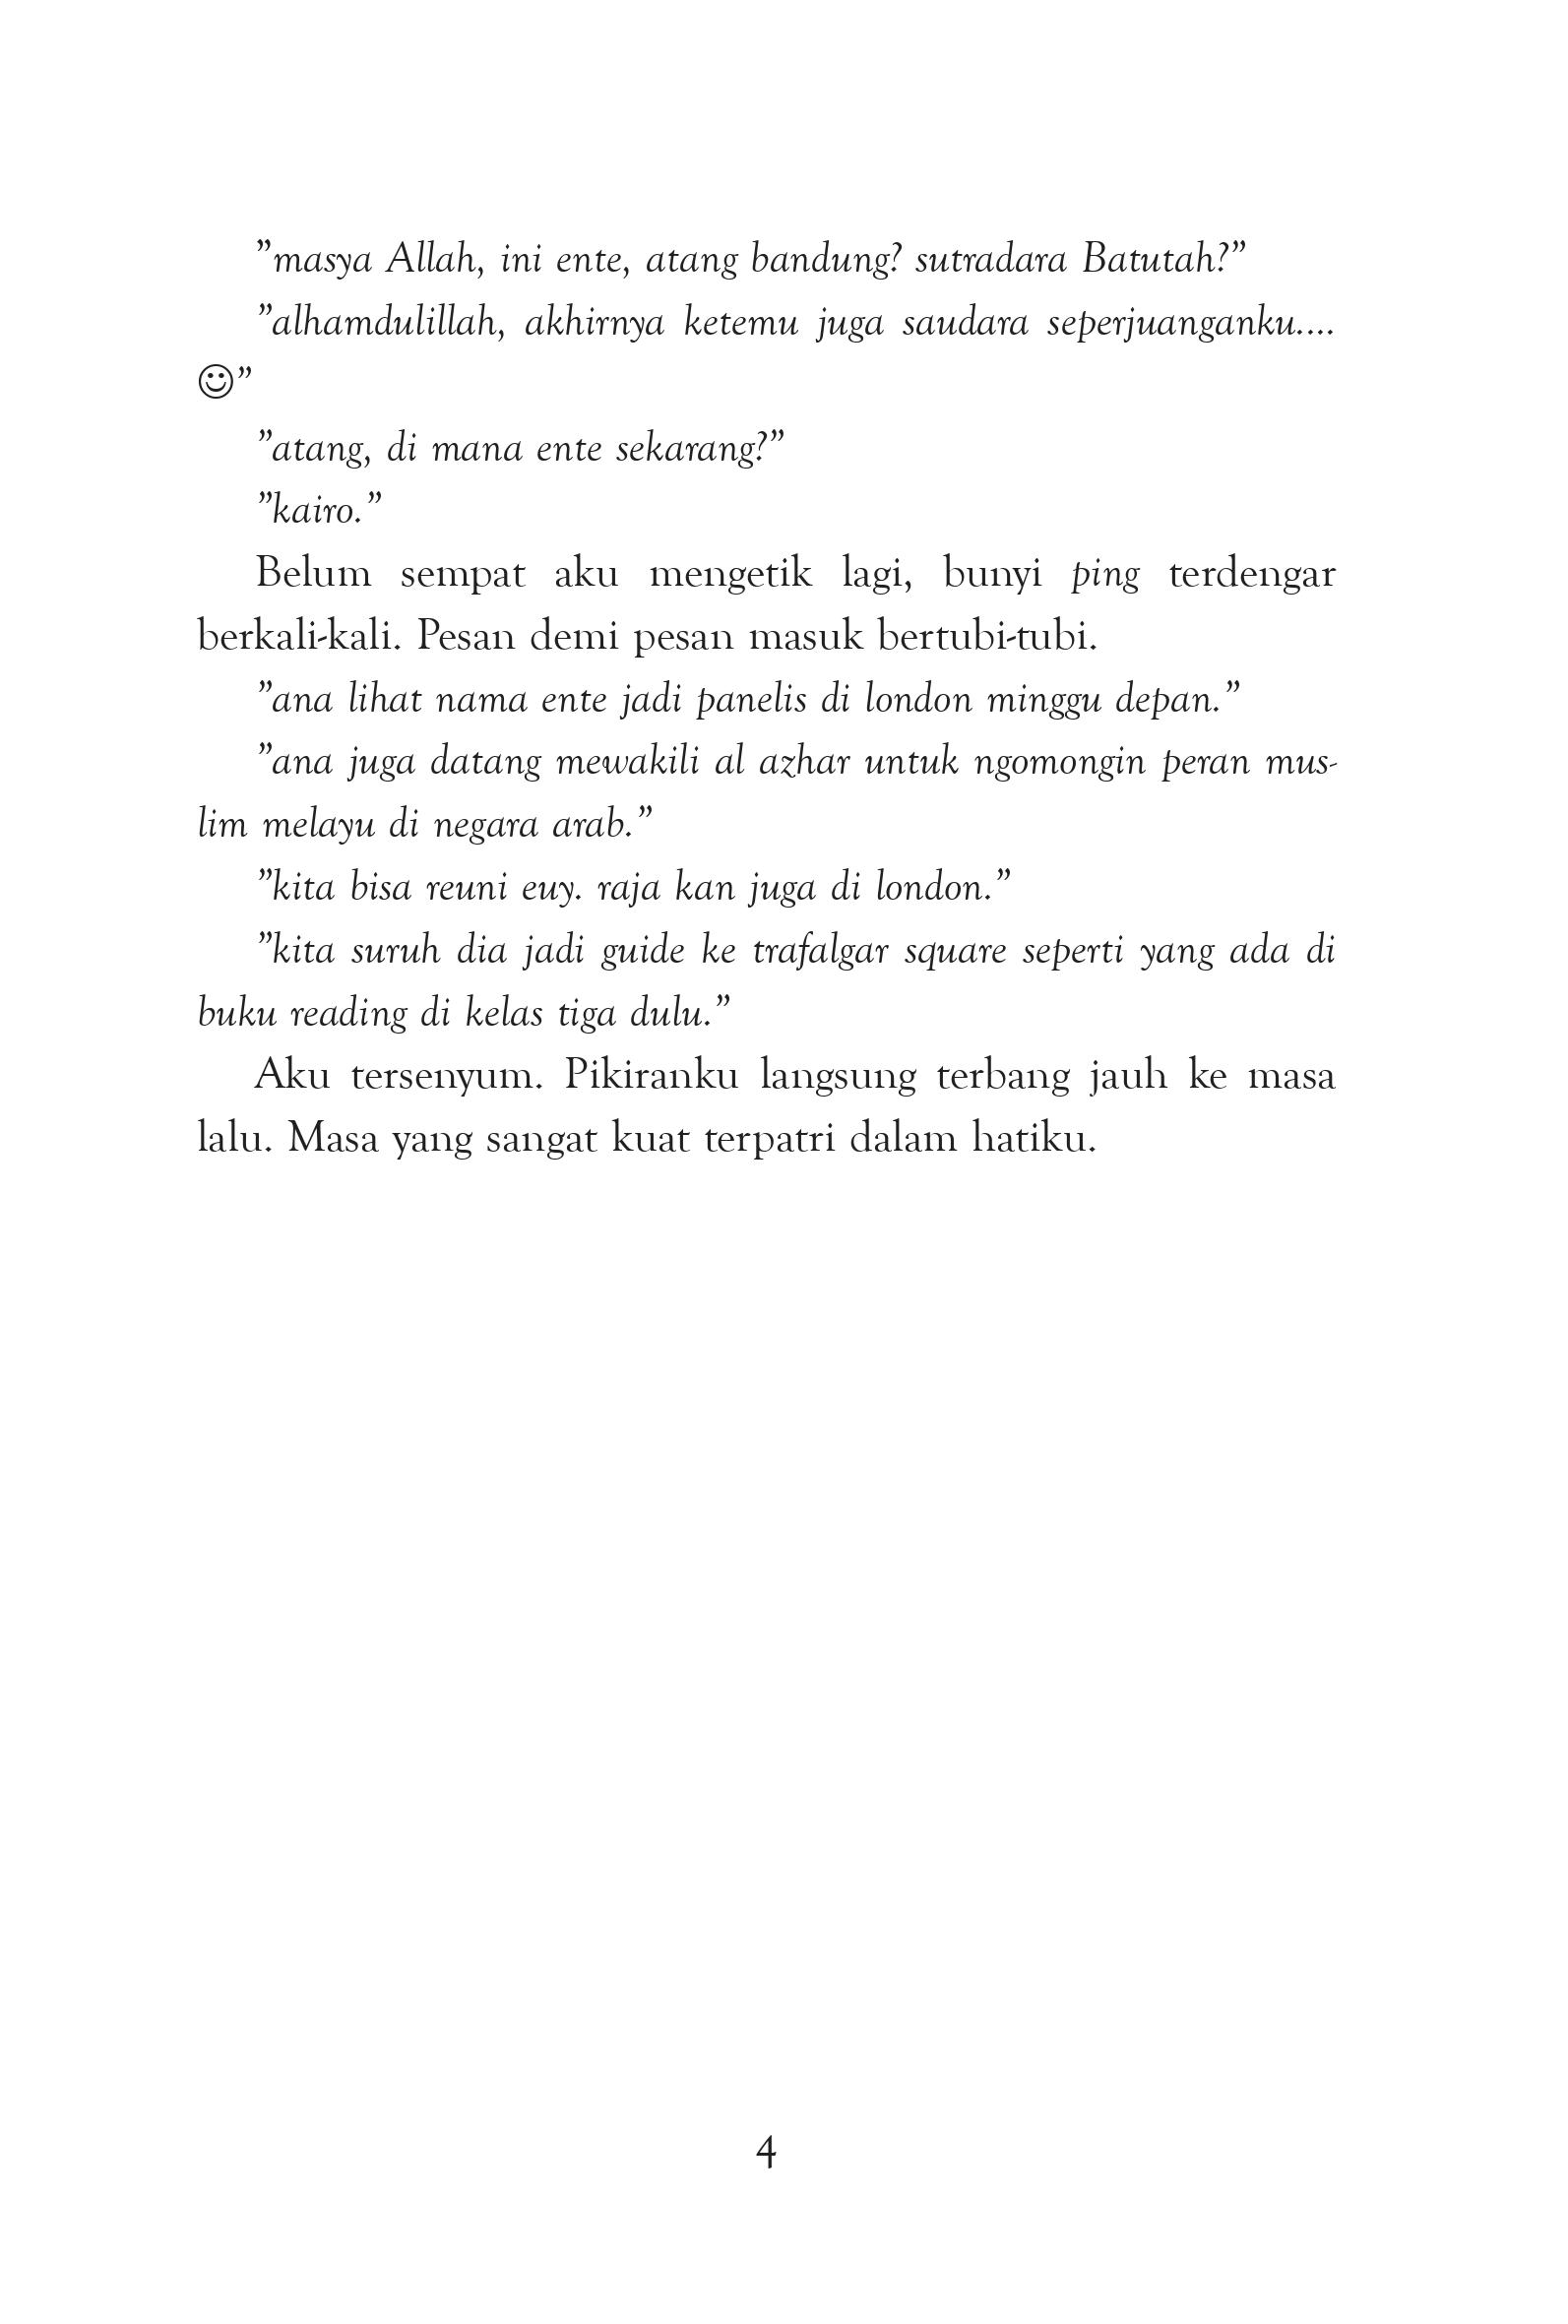 ”masya Allah, ini ente, atang bandung? sutradara Batutah?”
”alhamdulillah, akhirnya ketemu juga saudara seperjuanganku....
☺”
”atang, di mana ente sekarang?”
”kairo.”
Belum sempat aku mengetik lagi, bunyi ping terdengar
berkali-kali. Pesan demi pesan masuk bertubi-tubi.
”ana lihat nama ente jadi panelis di london minggu depan.”
”ana juga datang mewakili al azhar untuk ngomongin peran mus-
lim melayu di negara arab.”
”kita bisa reuni euy. raja kan juga di london.”
”kita suruh dia jadi guide ke trafalgar square seperti yang ada di
buku reading di kelas tiga dulu.”
Aku tersenyum. Pikiranku langsung terbang jauh ke masa
lalu. Masa yang sangat kuat terpatri dalam hatiku.
4